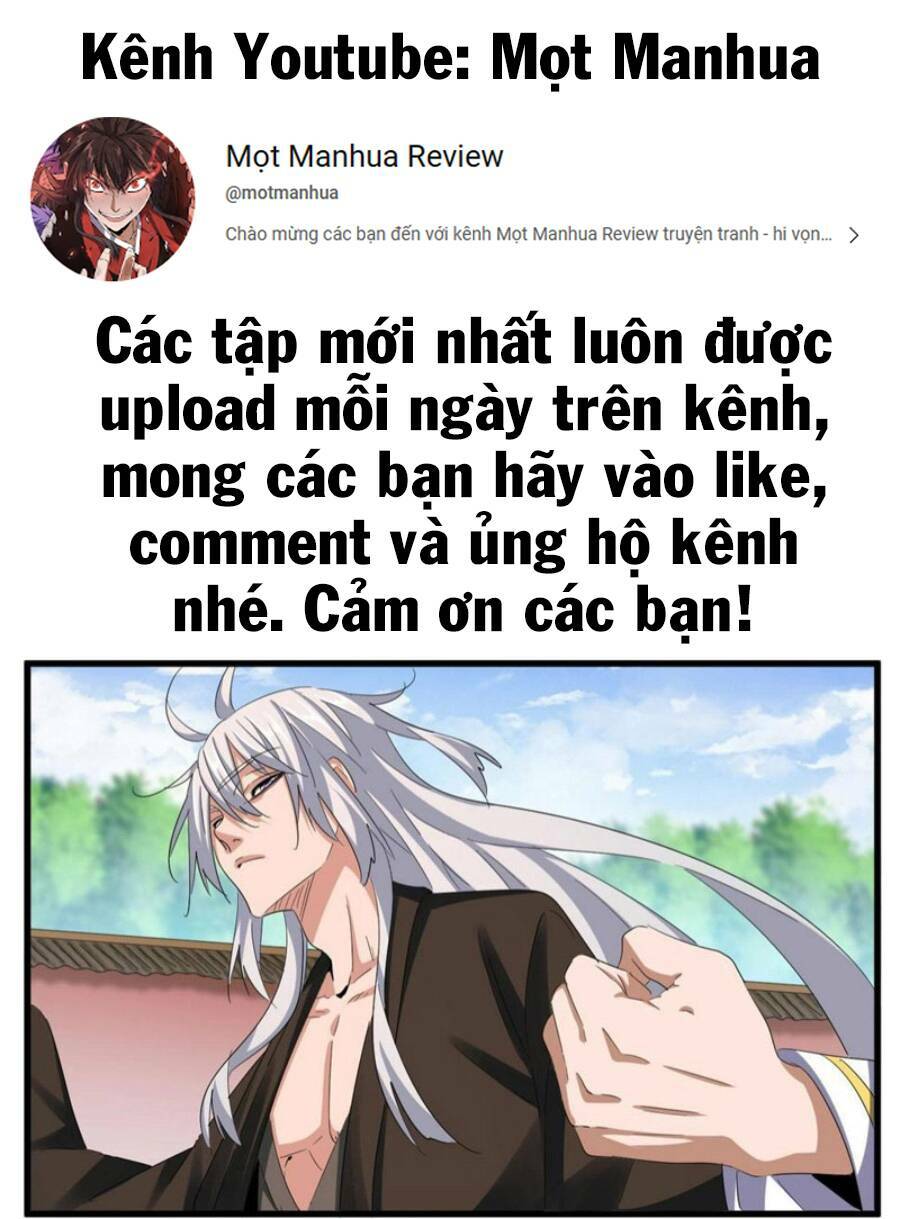 Kênh Youtube: Mọt Manhua
Mọt Manhua Review
@motmanhua
Chào mừng các bạn đến với kênh Mọt Manhua Review truyện tranh - hi vọn...
Các tập mới nhất luôn được
upload mỗi ngày trên kênh,
mong các bạn hãy vào like,
comment và ủng hộ kênh
nhé. Cảm ơn các bạn!